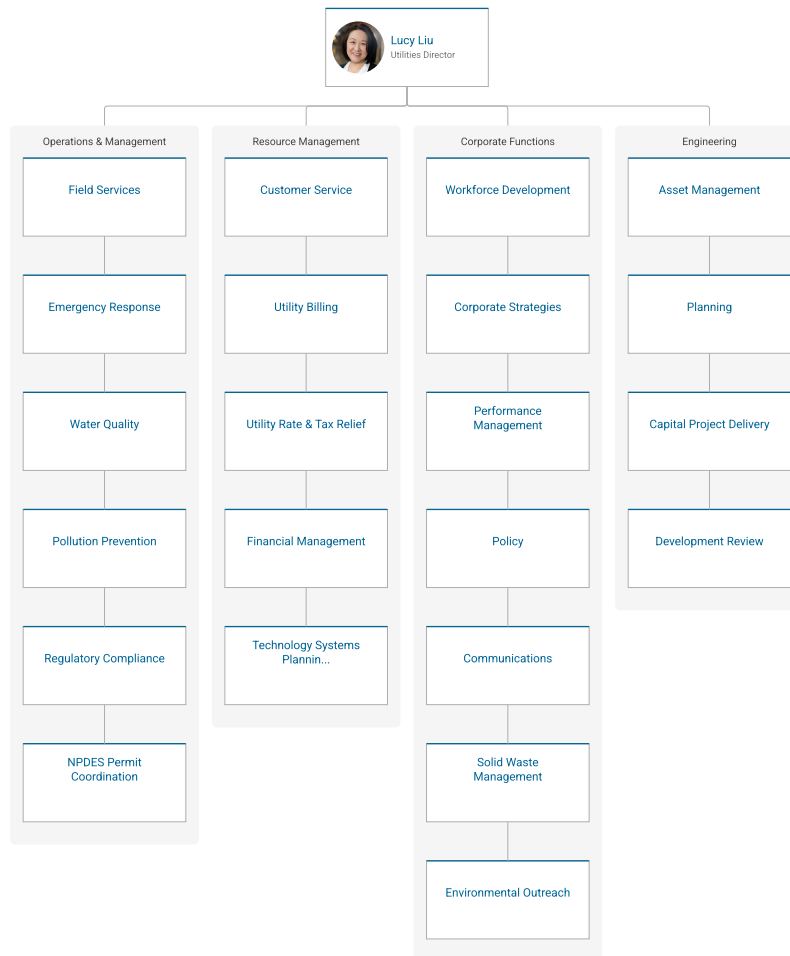 Lucy Liu
Utilities Director
Operations & Management
Field Services
Emergency Response
Water Quality
Pollution Prevention
Regulatory Compliance
NPDES Permit
Coordination
Resource Management
Customer Service
Utility Billing
Utility Rate & Tax Relief
Financial Management
Technology Systems
Plannin...
Corporate Functions
Workforce Development
Corporate Strategies
Performance
Management
Policy
Communications
Solid Waste
Management
Environmental Outreach
Engineering
Asset Management
Planning
Capital Project Delivery
Development Review